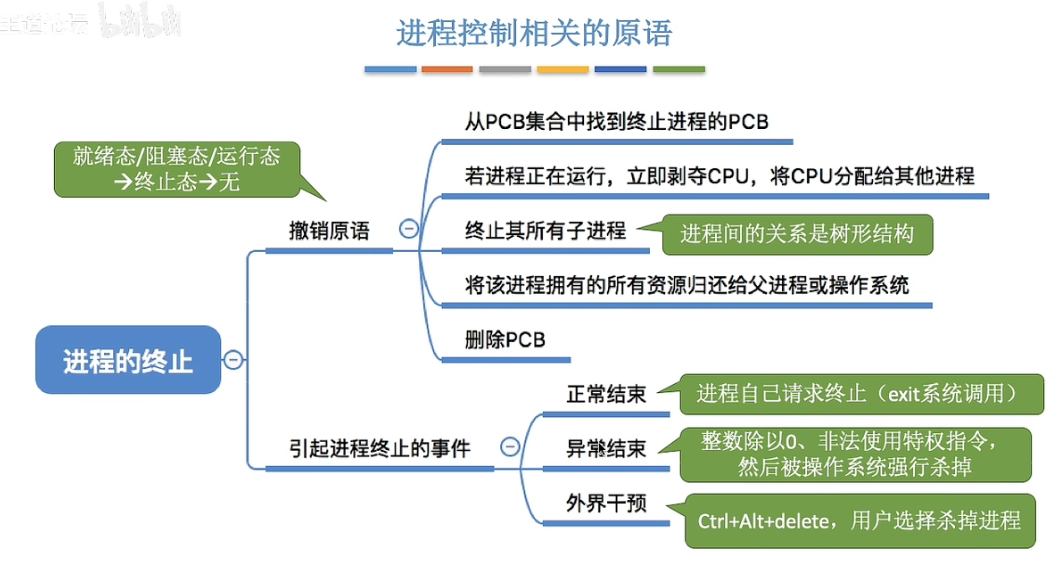 王道论坛 bilibili
进程控制相关的原语
从PCB集合中找到终止进程的PCB
就绪态/阻塞态/运行态
→终止态→无
若进程正在运行，立即剥夺CPU，将CPU分配给其他进程
撤销原语
终止其所有子进程
进程间的关系是树形结构
将该进程拥有的所有资源归还给父进程或操作系统
删除PCB
进程的终止
正常结束
进程自己请求终止（exit系统调用）
引起进程终止的事件
异常结束
整数除以0、非法使用特权指令，
然后被操作系统强行杀掉
外界干预
Ctrl+Alt+delete，用户选择杀掉进程